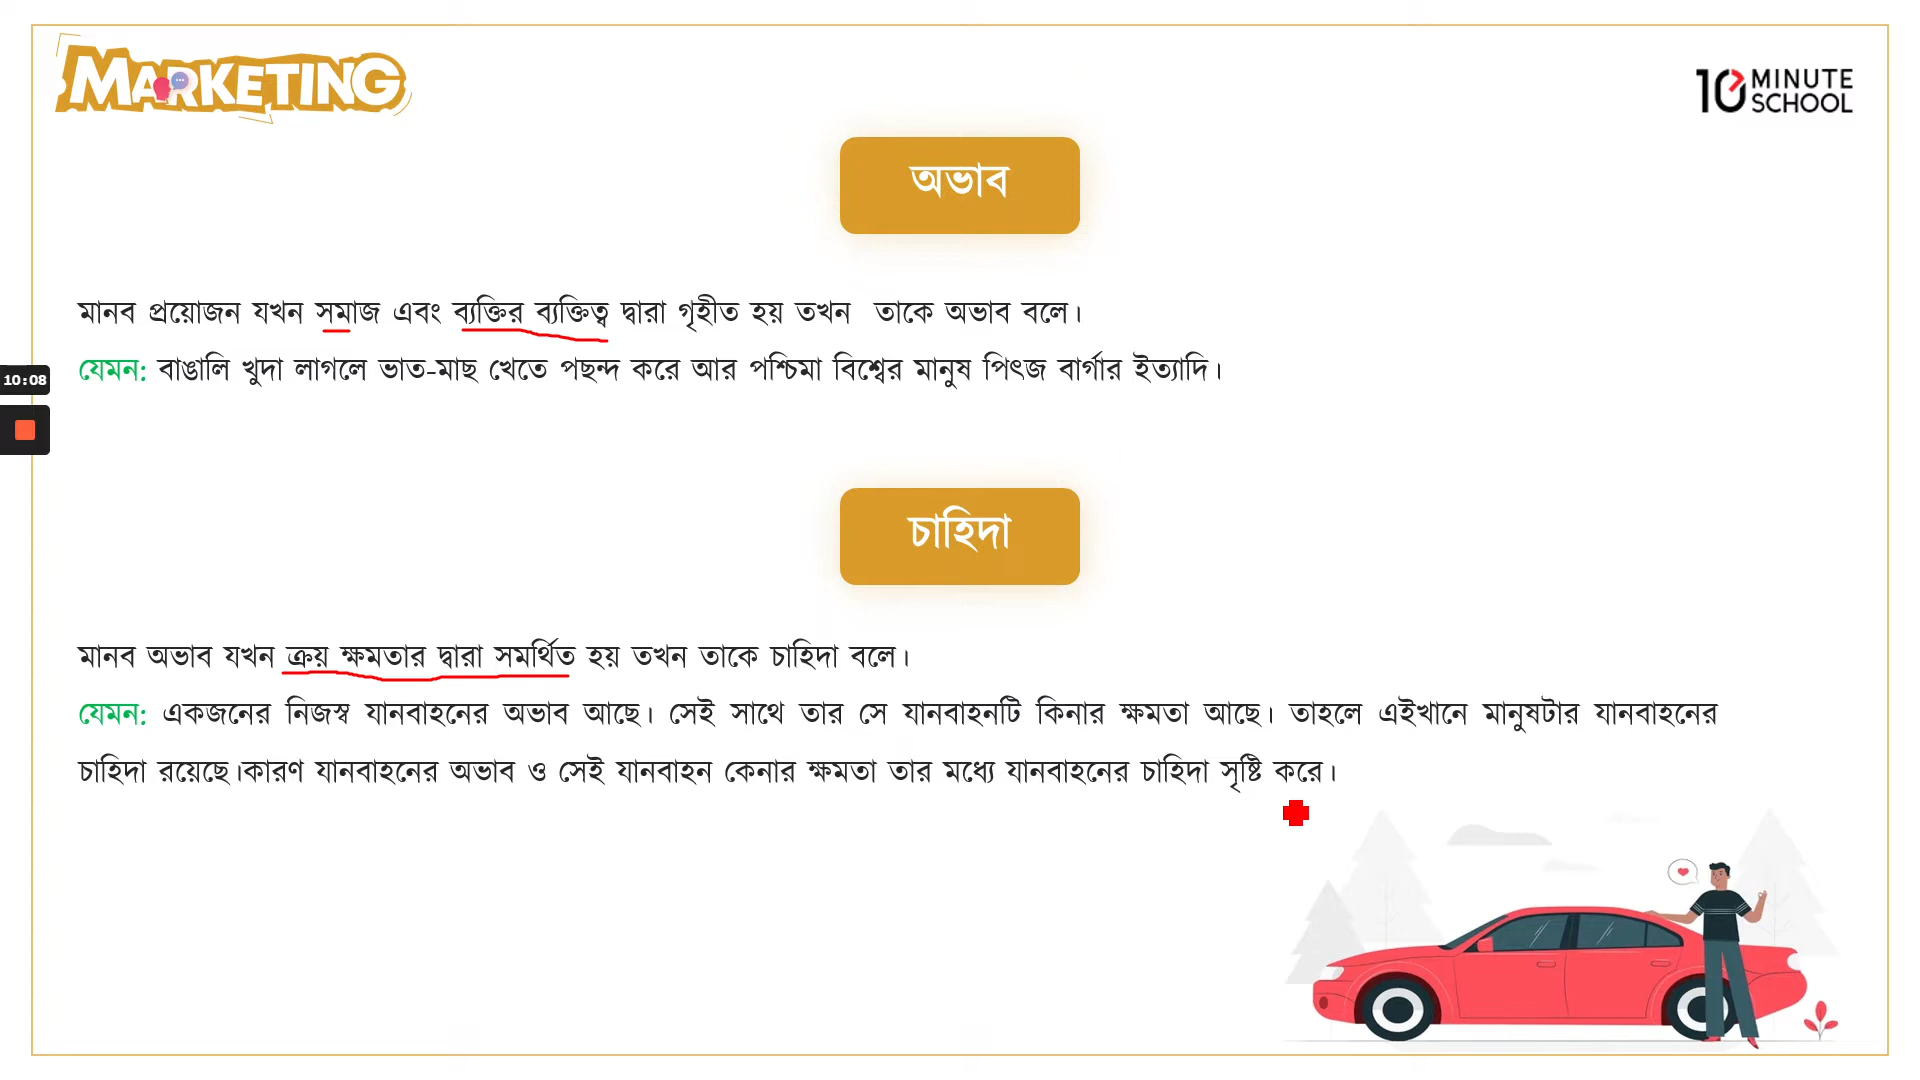 MARKETING
10 MINUTE SCHOOL
অভাব
মানব প্রয়োজন যখন সমাজ এবং ব্যক্তির ব্যক্তিত্ব দ্বারা গৃহীত হয় তখন তাকে অভাব বলে।
যেমন: বাঙালি খুদা লাগলে ভাত-মাছ খেতে পছন্দ করে আর পশ্চিমা বিশ্বের মানুষ পিৎজ বার্গার ইত্যাদি।
10:08
চাহিদা
মানব অভাব যখন ক্রয় ক্ষমতার দ্বারা সমর্থিত হয় তখন তাকে চাহিদা বলে।
যেমন: একজনের নিজস্ব যানবাহনের অভাব আছে। সেই সাথে তার সে যানবাহনটি কিনার ক্ষমতা আছে। তাহলে এইখানে মানুষটার যানবাহনের
চাহিদা রয়েছে।কারণ যানবাহনের অভাব ও সেই যানবাহন কেনার ক্ষমতা তার মধ্যে যানবাহনের চাহিদা সৃষ্টি করে।